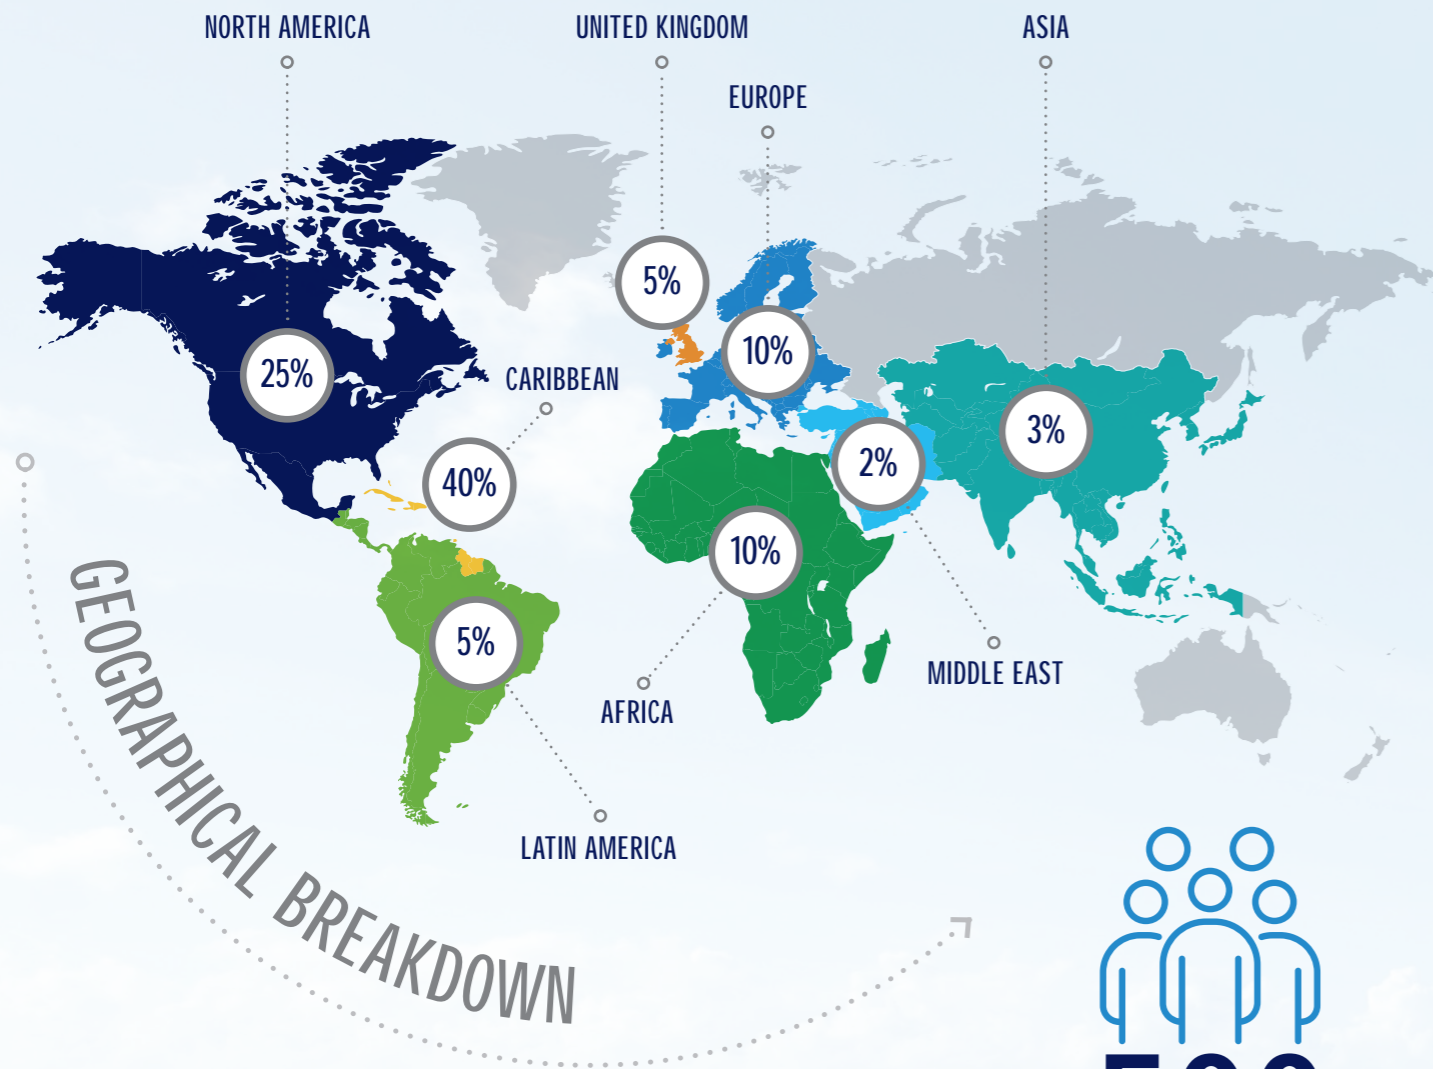 NORTH AMERICA
UNITED KINGDOM
ASIA
EUROPE
5%
10%
25%
CARIBBEAN
3%
40%
2%
10%
5%
MIDDLE EAST
AFRICA
LATIN AMERICA
GEOGRAPHICAL BREAKDOWN